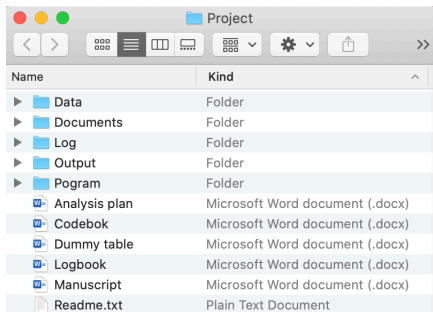 Project
Name Kind
Data Folder
Documents Folder
Log Folder
Output Folder
Pogram Folder
Analysis plan Microsoft Word document (.docx)
Codebok Microsoft Word document (.docx)
Dummy table Microsoft Word document (.docx)
Logbook Microsoft Word document (.docx)
Manuscript Microsoft Word document (.docx)
Readme.txt Plain Text Document